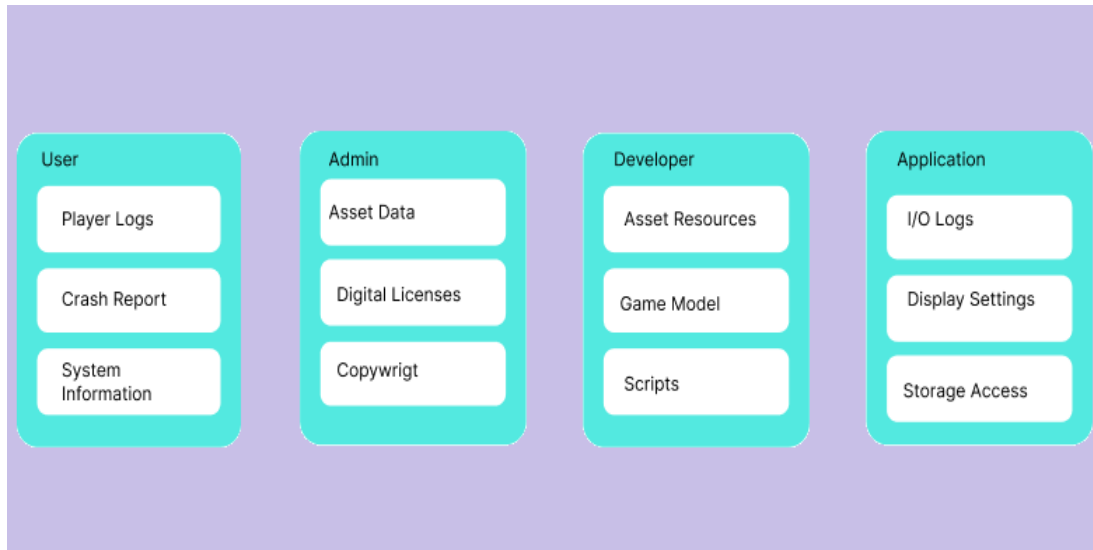 User
Player Logs
Crash Report
System
Information
Admin
Asset Data
Digital Licenses
Copywrigt
Developer
Asset Resources
Game Model
Scripts
Application
I/O Logs
Display Settings
Storage Access